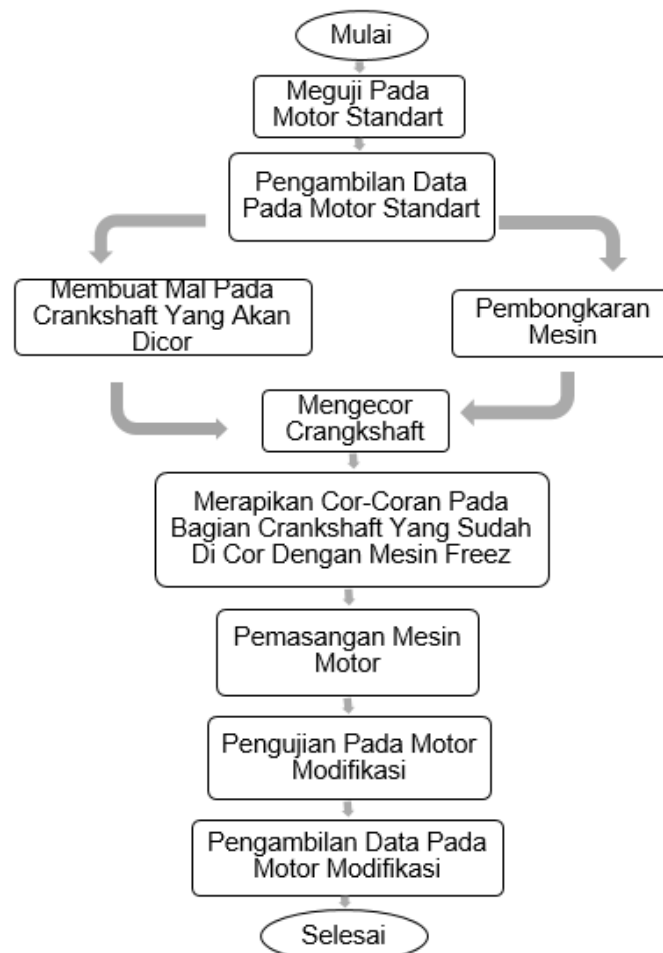 Mulai
Meguji Pada
Motor Standart
Pengambilan Data
Pada Motor Standart
Membuat Mal Pada
Crankshaft Yang Akan
Dicor
Pembongkaran
Mesin
Mengecor
Crangkshaft
Merapikan Cor-Coran Pada
Bagian Crankshaft Yang Sudah
Di Cor Dengan Mesin Freez
Pemasangan Mesin
Motor
Pengujian Pada Motor
Modifikasi
Pengambilan Data Pada
Motor Modifikasi
Selesai